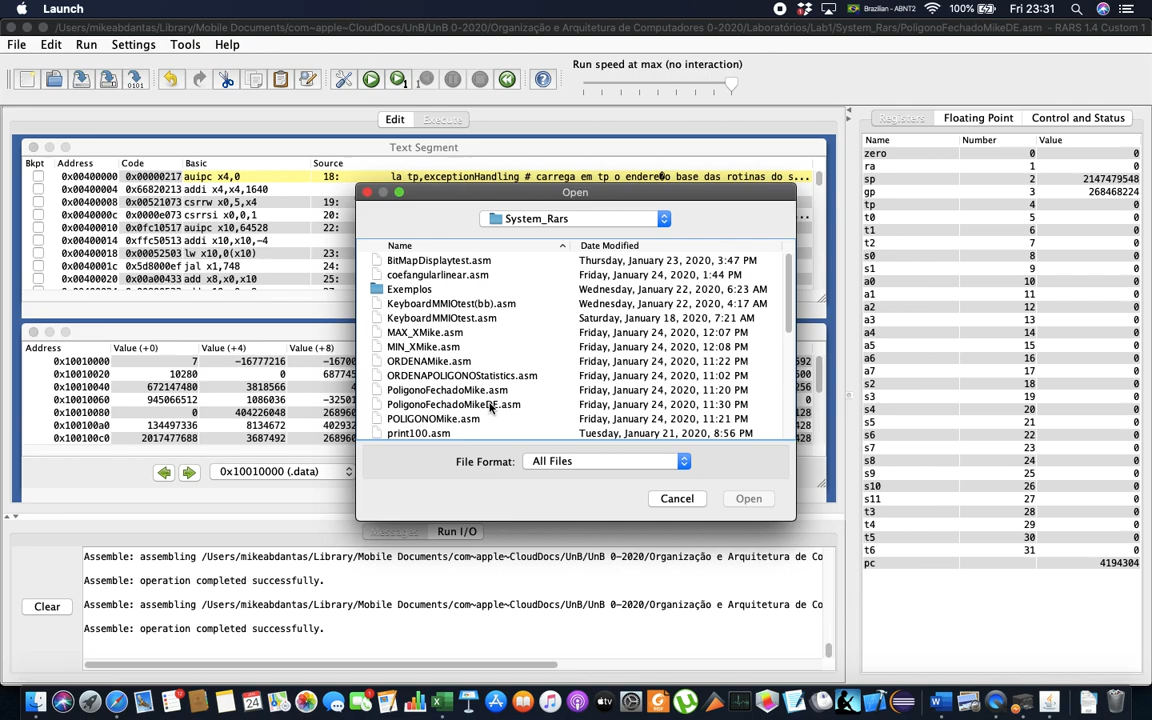 Launch
Brazilian - ABNT2 100% Fri 23:31
/Users/mikeabdantas/Library/Mobile Documents/com~apple~CloudDocs/UnB/UnB 0-2020/Organização e Arquitetura de Computadores 0-2020/Laboratórios/Lab1/System_Rars/PoligonoFechadoMikeDE.asm - RARS 1.4 Custom 1
File Edit Run Settings Tools Help
Run speed at max (no interaction)
Edit Execute
Text Segment
Bkpt Address Code Basic Source
0x00400000 0x00000217 auipc x4,0 18: la tp,exceptionHandling # carrega em tp o endere�o base das rotinas do s...
0x00400004 0x66820213 addi x4,x4,1640
0x00400008 0x00521073 csrrw x0,5,x4 19:
0x0040000c 0x0000e073 csrrsi x0,0,1 20:
0x00400010 0x0fc10517 auipc x10,64528 22:
0x00400014 0xffc50513 addi x10,x10,-4
0x00400018 0x00052503 lw x10,0(x10) 23:
0x0040001c 0x5d8000ef jal x1,748 24:
0x00400020 0x00a00433 add x8,x0,x10 25:
Address Value (+0) Value (+4) Value (+8)
0x10010000 7 -16777216 -16700
0x10010020 10280 0 687745
0x10010040 672147480 3818566
0x10010060 945066512 1086036 -32501
0x10010080 0 404226048 268960
0x100100a0 134497336 8134672 402932
0x100100c0 2017477688 3687492 268960
0x10010000 (.data)
Open
System_Rars
Name Date Modified
BitMapDisplaytest.asm Thursday, January 23, 2020, 3:47 PM
coefangularlinear.asm Friday, January 24, 2020, 1:44 PM
Exemplos Wednesday, January 22, 2020, 6:23 AM
KeyboardMMIOtest(bb).asm Wednesday, January 22, 2020, 4:17 AM
KeyboardMMIOtest.asm Saturday, January 18, 2020, 7:21 AM
MAX_XMike.asm Friday, January 24, 2020, 12:07 PM
MIN_XMike.asm Friday, January 24, 2020, 12:08 PM
ORDENAMike.asm Friday, January 24, 2020, 11:22 PM
ORDENAPOLIGONOStatistics.asm Friday, January 24, 2020, 11:02 PM
PoligonoFechadoMike.asm Friday, January 24, 2020, 11:20 PM
PoligonoFechadoMikeDE.asm Friday, January 24, 2020, 11:30 PM
POLIGONOMike.asm Friday, January 24, 2020, 11:21 PM
print100.asm Tuesday, January 21, 2020, 8:56 PM
File Format: All Files
Cancel Open
Messages Run I/O
Assemble: assembling /Users/mikeabdantas/Library/Mobile Documents/com~apple~CloudDocs/UnB/UnB 0-2020/Organização e Arquitetura de Co
Assemble: operation completed successfully.
Assemble: assembling /Users/mikeabdantas/Library/Mobile Documents/com~apple~CloudDocs/UnB/UnB 0-2020/Organização e Arquitetura de Co
Assemble: operation completed successfully.
Clear
Registers Floating Point Control and Status
Name Number Value
zero 0 0
ra 1 0
sp 2 2147479548
gp 3 268468224
tp 4 0
t0 5 0
t1 6 0
t2 7 0
s0 8 0
s1 9 0
a0 10 0
a1 11 0
a2 12 0
a3 13 0
a4 14 0
a5 15 0
a6 16 0
a7 17 0
s2 18 0
s3 19 0
s4 20 0
s5 21 0
s6 22 0
s7 23 0
s8 24 0
s9 25 0
s10 26 0
s11 27 0
t3 28 0
t4 29 0
t5 30 0
t6 31 0
pc 4194304